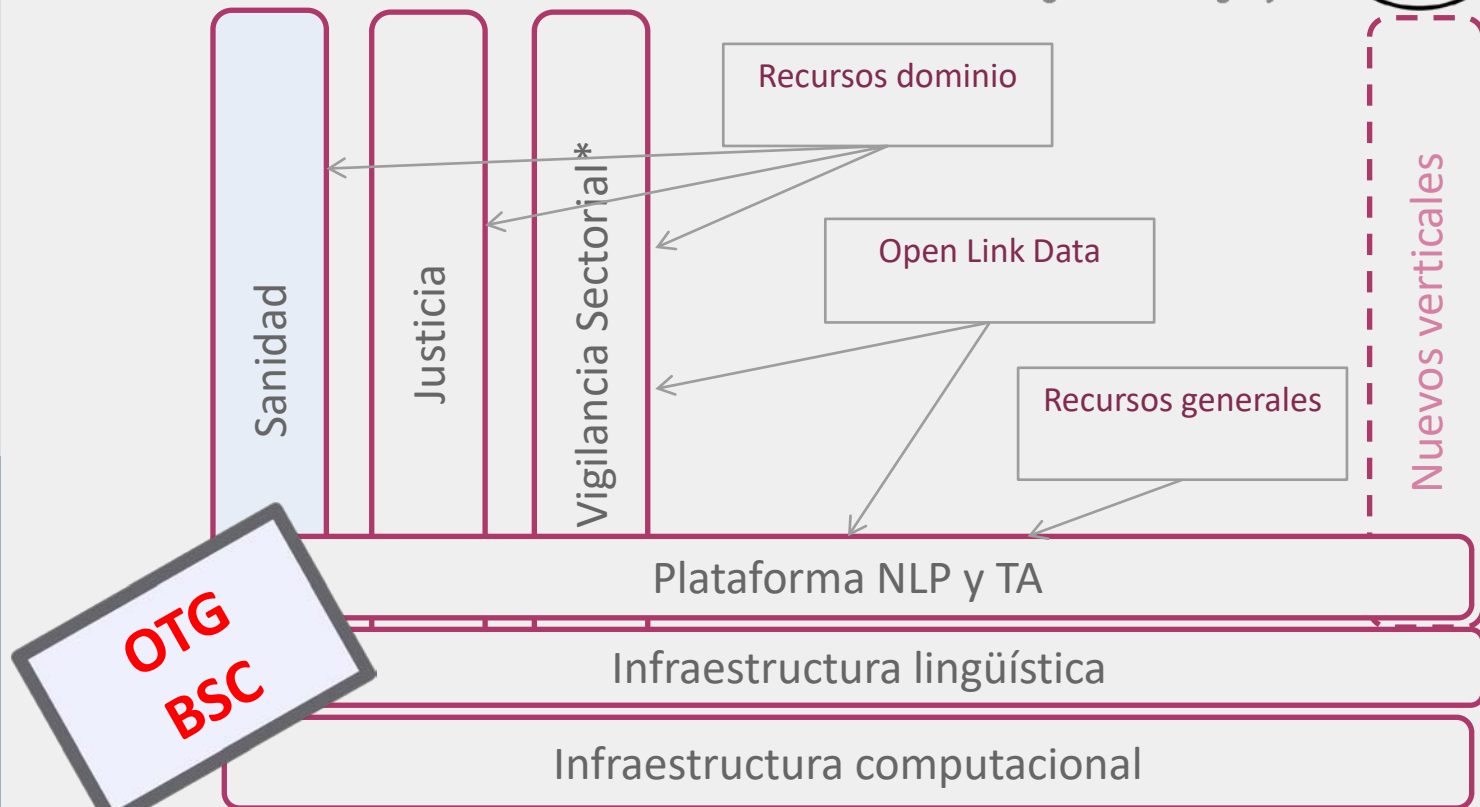 Recursos dominio
Open Link Data
Recursos generales
Sanidad
Justicia
Vigilancia Sectorial*
Nuevos verticales
Plataforma NLP y TA
Infraestructura lingüística
Infraestructura computacional
OTG
BSC